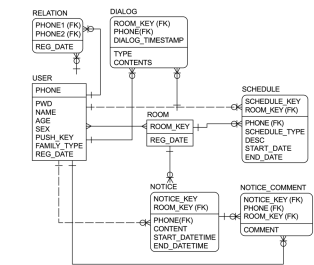 RELATION
PHONE1 (FK)
PHONE2 (FK)
REG_DATE
DIALOG
ROOM_KEY (FK)
PHONE(FK)
DIALOG_TIMESTAMP
TYPE
CONTENTS
USER
PHONE
PWD
NAME
AGE
SEX
PUSH_KEY
FAMILY_TYPE
REG_DATE
ROOM
ROOM_KEY
REG_DATE
SCHEDULE
SCHEDULE_KEY
ROOM_KEY (FK)
PHONE (FK)
SCHEDULE_TYPE
DESC
START_DATE
END_DATE
NOTICE
NOTICE_KEY
ROOM_KEY (FK)
PHONE(FK)
CONTENT
START_DATETIME
END_DATETIME
NOTICE_COMMENT
NOTICE_KEY (FK)
PHONE (FK)
ROOM_KEY (FK)
COMMENT